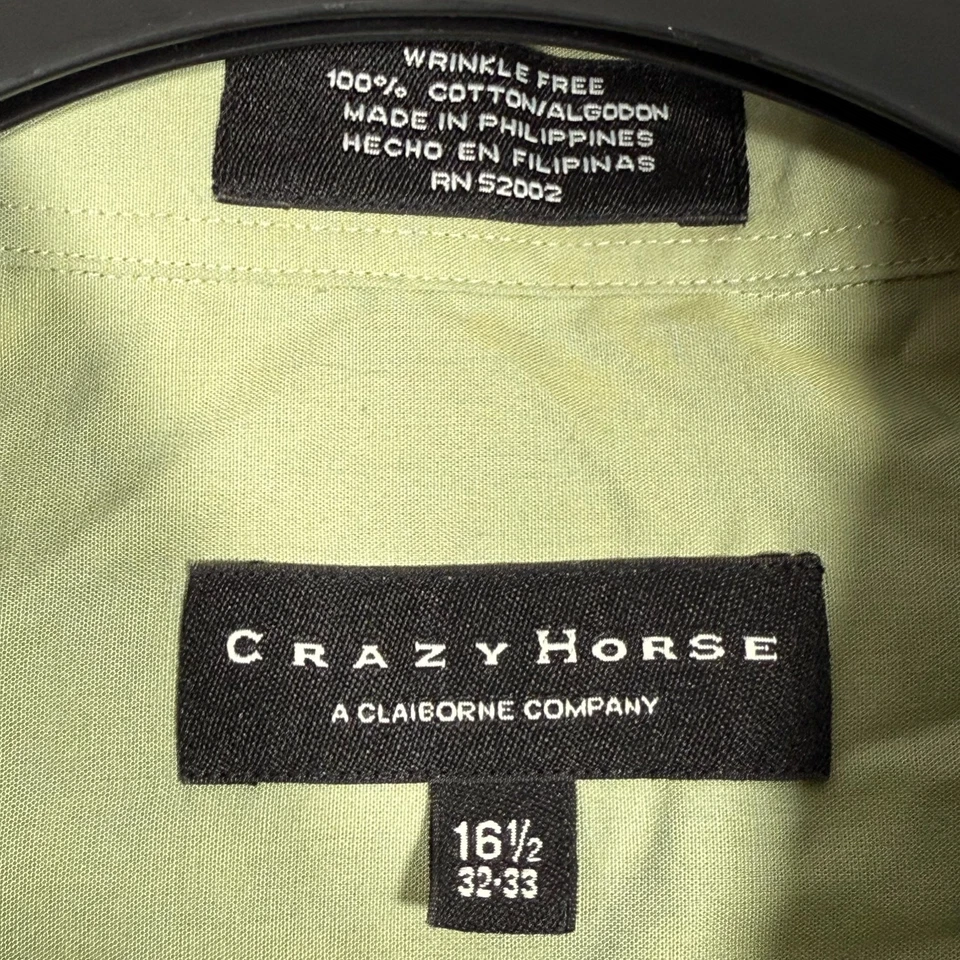 WRINKLE FREE
100% COTTON/ALGODON
MADE IN PHILIPPINES
HECHO EN FILIPINAS
RN 52002
CRAZY HORSE
A CLAIBORNE COMPANY
16½
32·33